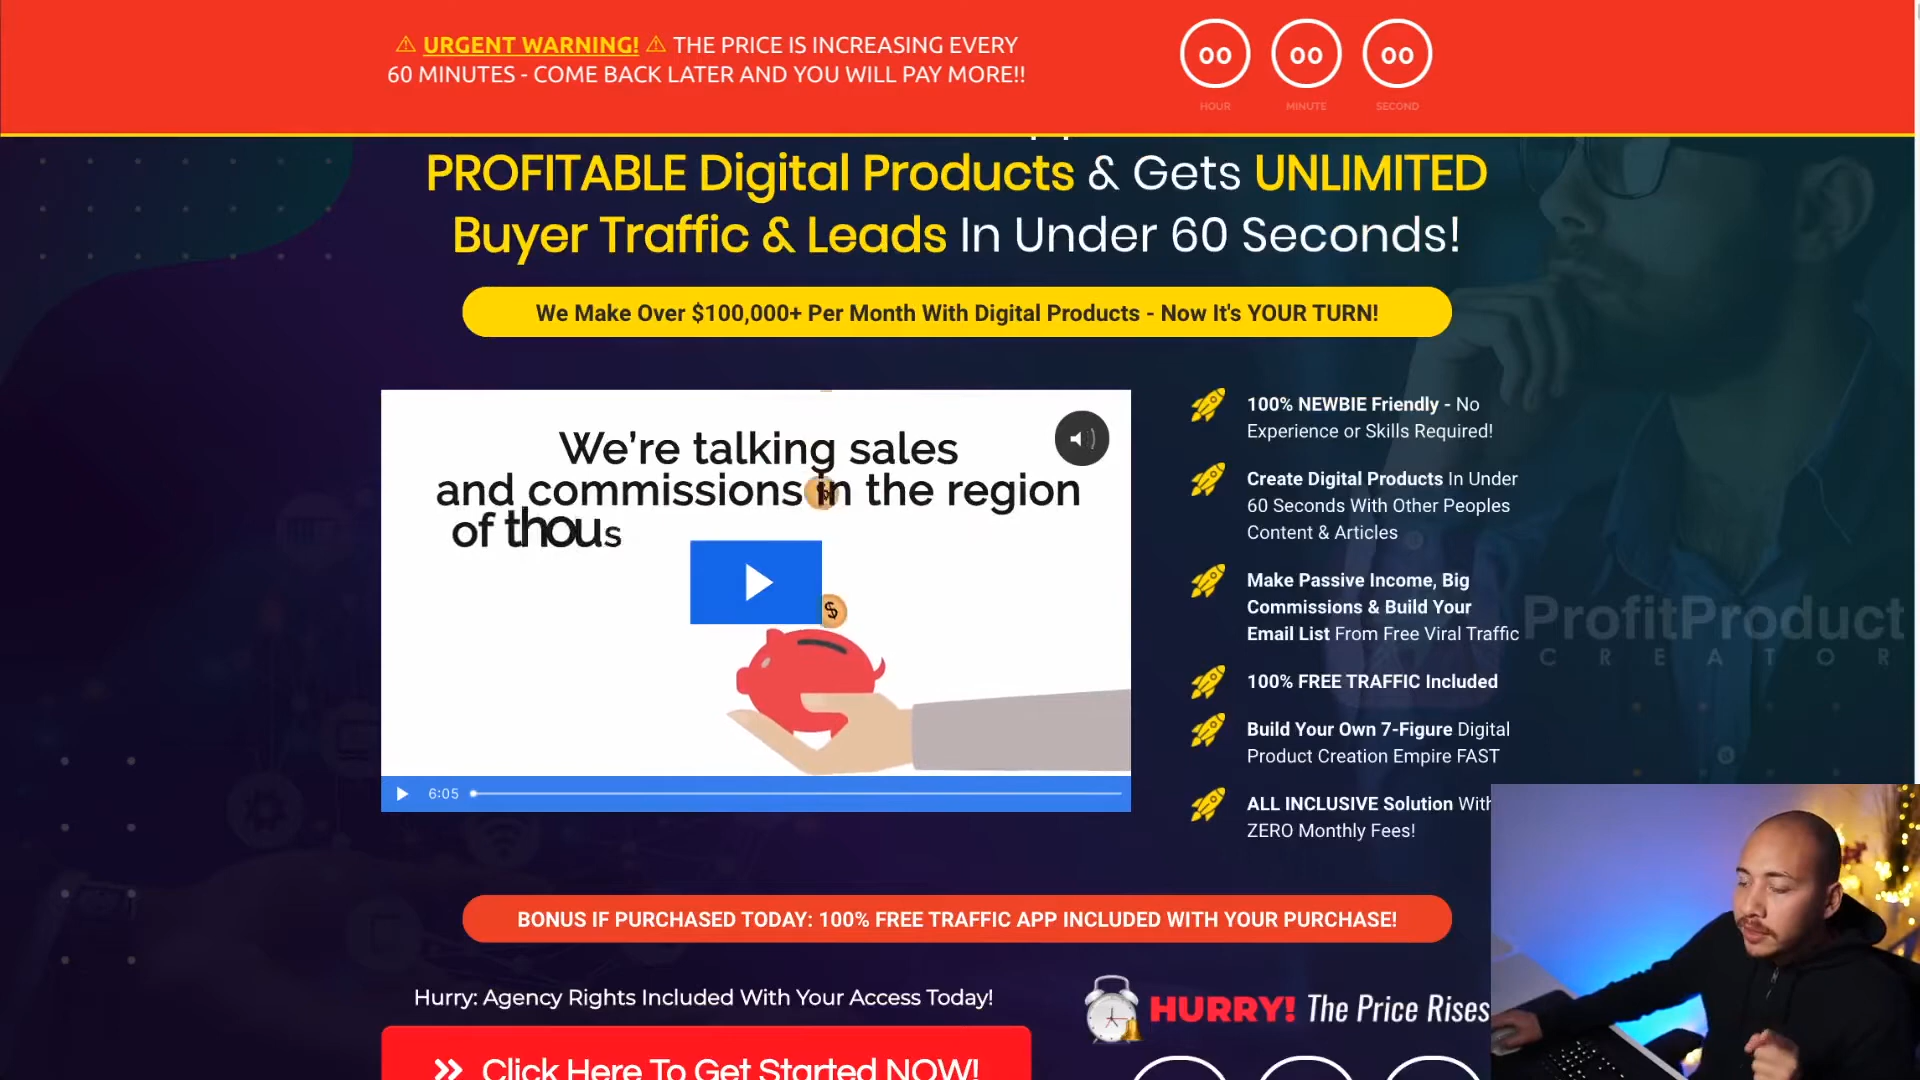 ⚠ URGENT WARNING! ⚠ THE PRICE IS INCREASING EVERY
60 MINUTES - COME BACK LATER AND YOU WILL PAY MORE!!
00 00 00
HOUR MINUTE SECOND
PROFITABLE Digital Products & Gets UNLIMITED
Buyer Traffic & Leads In Under 60 Seconds!
We Make Over $100,000+ Per Month With Digital Products - Now It's YOUR TURN!
We're talking sales
and commissions in the region
of thous
$
6:05
100% NEWBIE Friendly - No
Experience or Skills Required!
Create Digital Products In Under
60 Seconds With Other Peoples
Content & Articles
Make Passive Income, Big
Commissions & Build Your
Email List From Free Viral Traffic
100% FREE TRAFFIC Included
Build Your Own 7-Figure Digital
Product Creation Empire FAST
ALL INCLUSIVE Solution With
ZERO Monthly Fees!
ProfitProduct
CREATOR
BONUS IF PURCHASED TODAY: 100% FREE TRAFFIC APP INCLUDED WITH YOUR PURCHASE!
Hurry: Agency Rights Included With Your Access Today!
HURRY! The Price Rises
» Click Here To Get Started NOW!